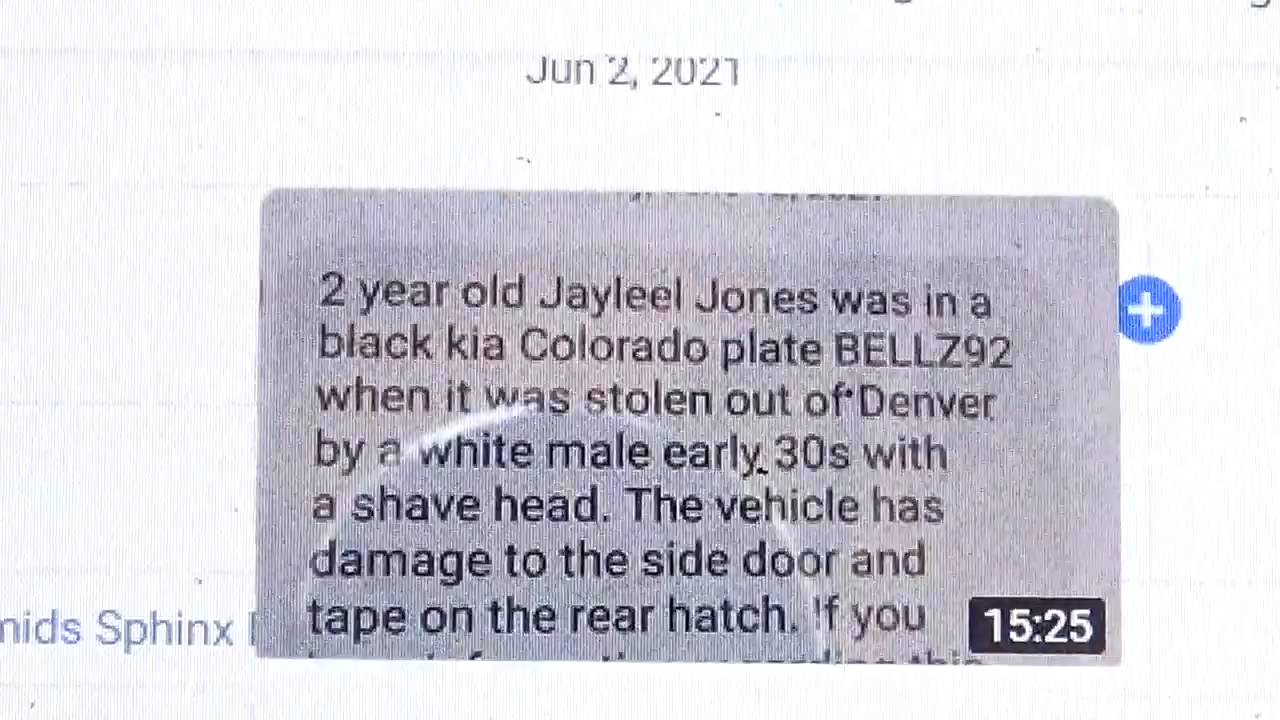 Jun 2, 2021
2 year old Jayleel Jones was in a
black kia Colorado plate BELLZ92
when it was stolen out of Denver
by a white male early 30s with
a shave head. The vehicle has
damage to the side door and
tape on the rear hatch. If you
15:25
Sphinx